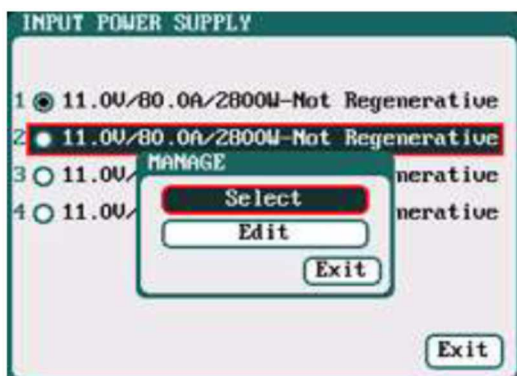 INPUT POWER SUPPLY
1 11.0V/80.0A/2800W-Not Regenerative
2 11.0V/80.0A/2800W-Not Regenerative
MANAGE
3 11.0V/ nerative
Select
4 11.0V/ nerative
Edit
Exit
Exit